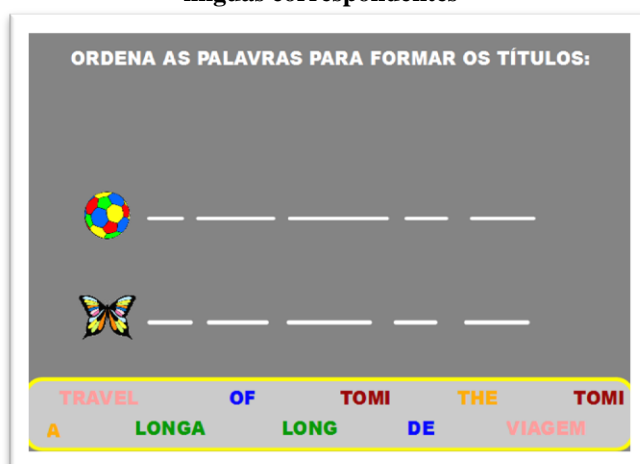 línguas correspondentes
ORDENA AS PALAVRAS PARA FORMAR OS TÍTULOS:
TRAVEL OF TOMI THE TOMI
A LONGA LONG DE VIAGEM